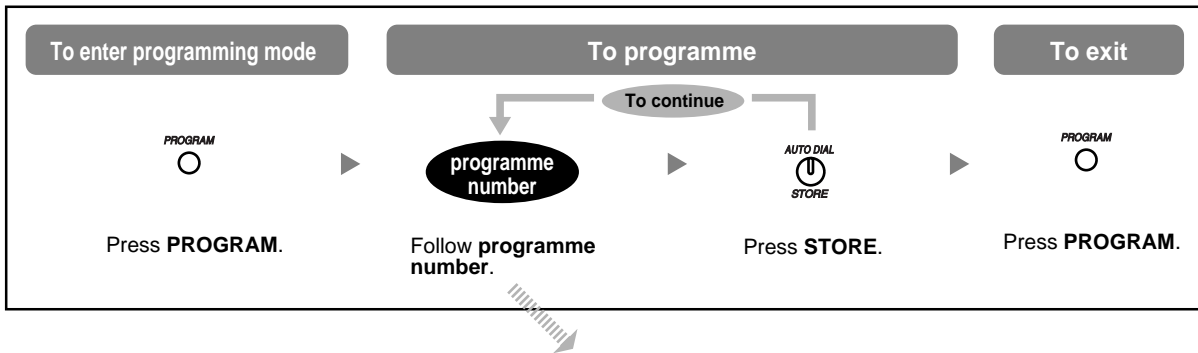 To enter programming mode
To programme
To exit
To continue
PROGRAM
programme
number
AUTO DIAL
STORE
PROGRAM
Press PROGRAM.
Follow programme
number.
Press STORE.
Press PROGRAM.